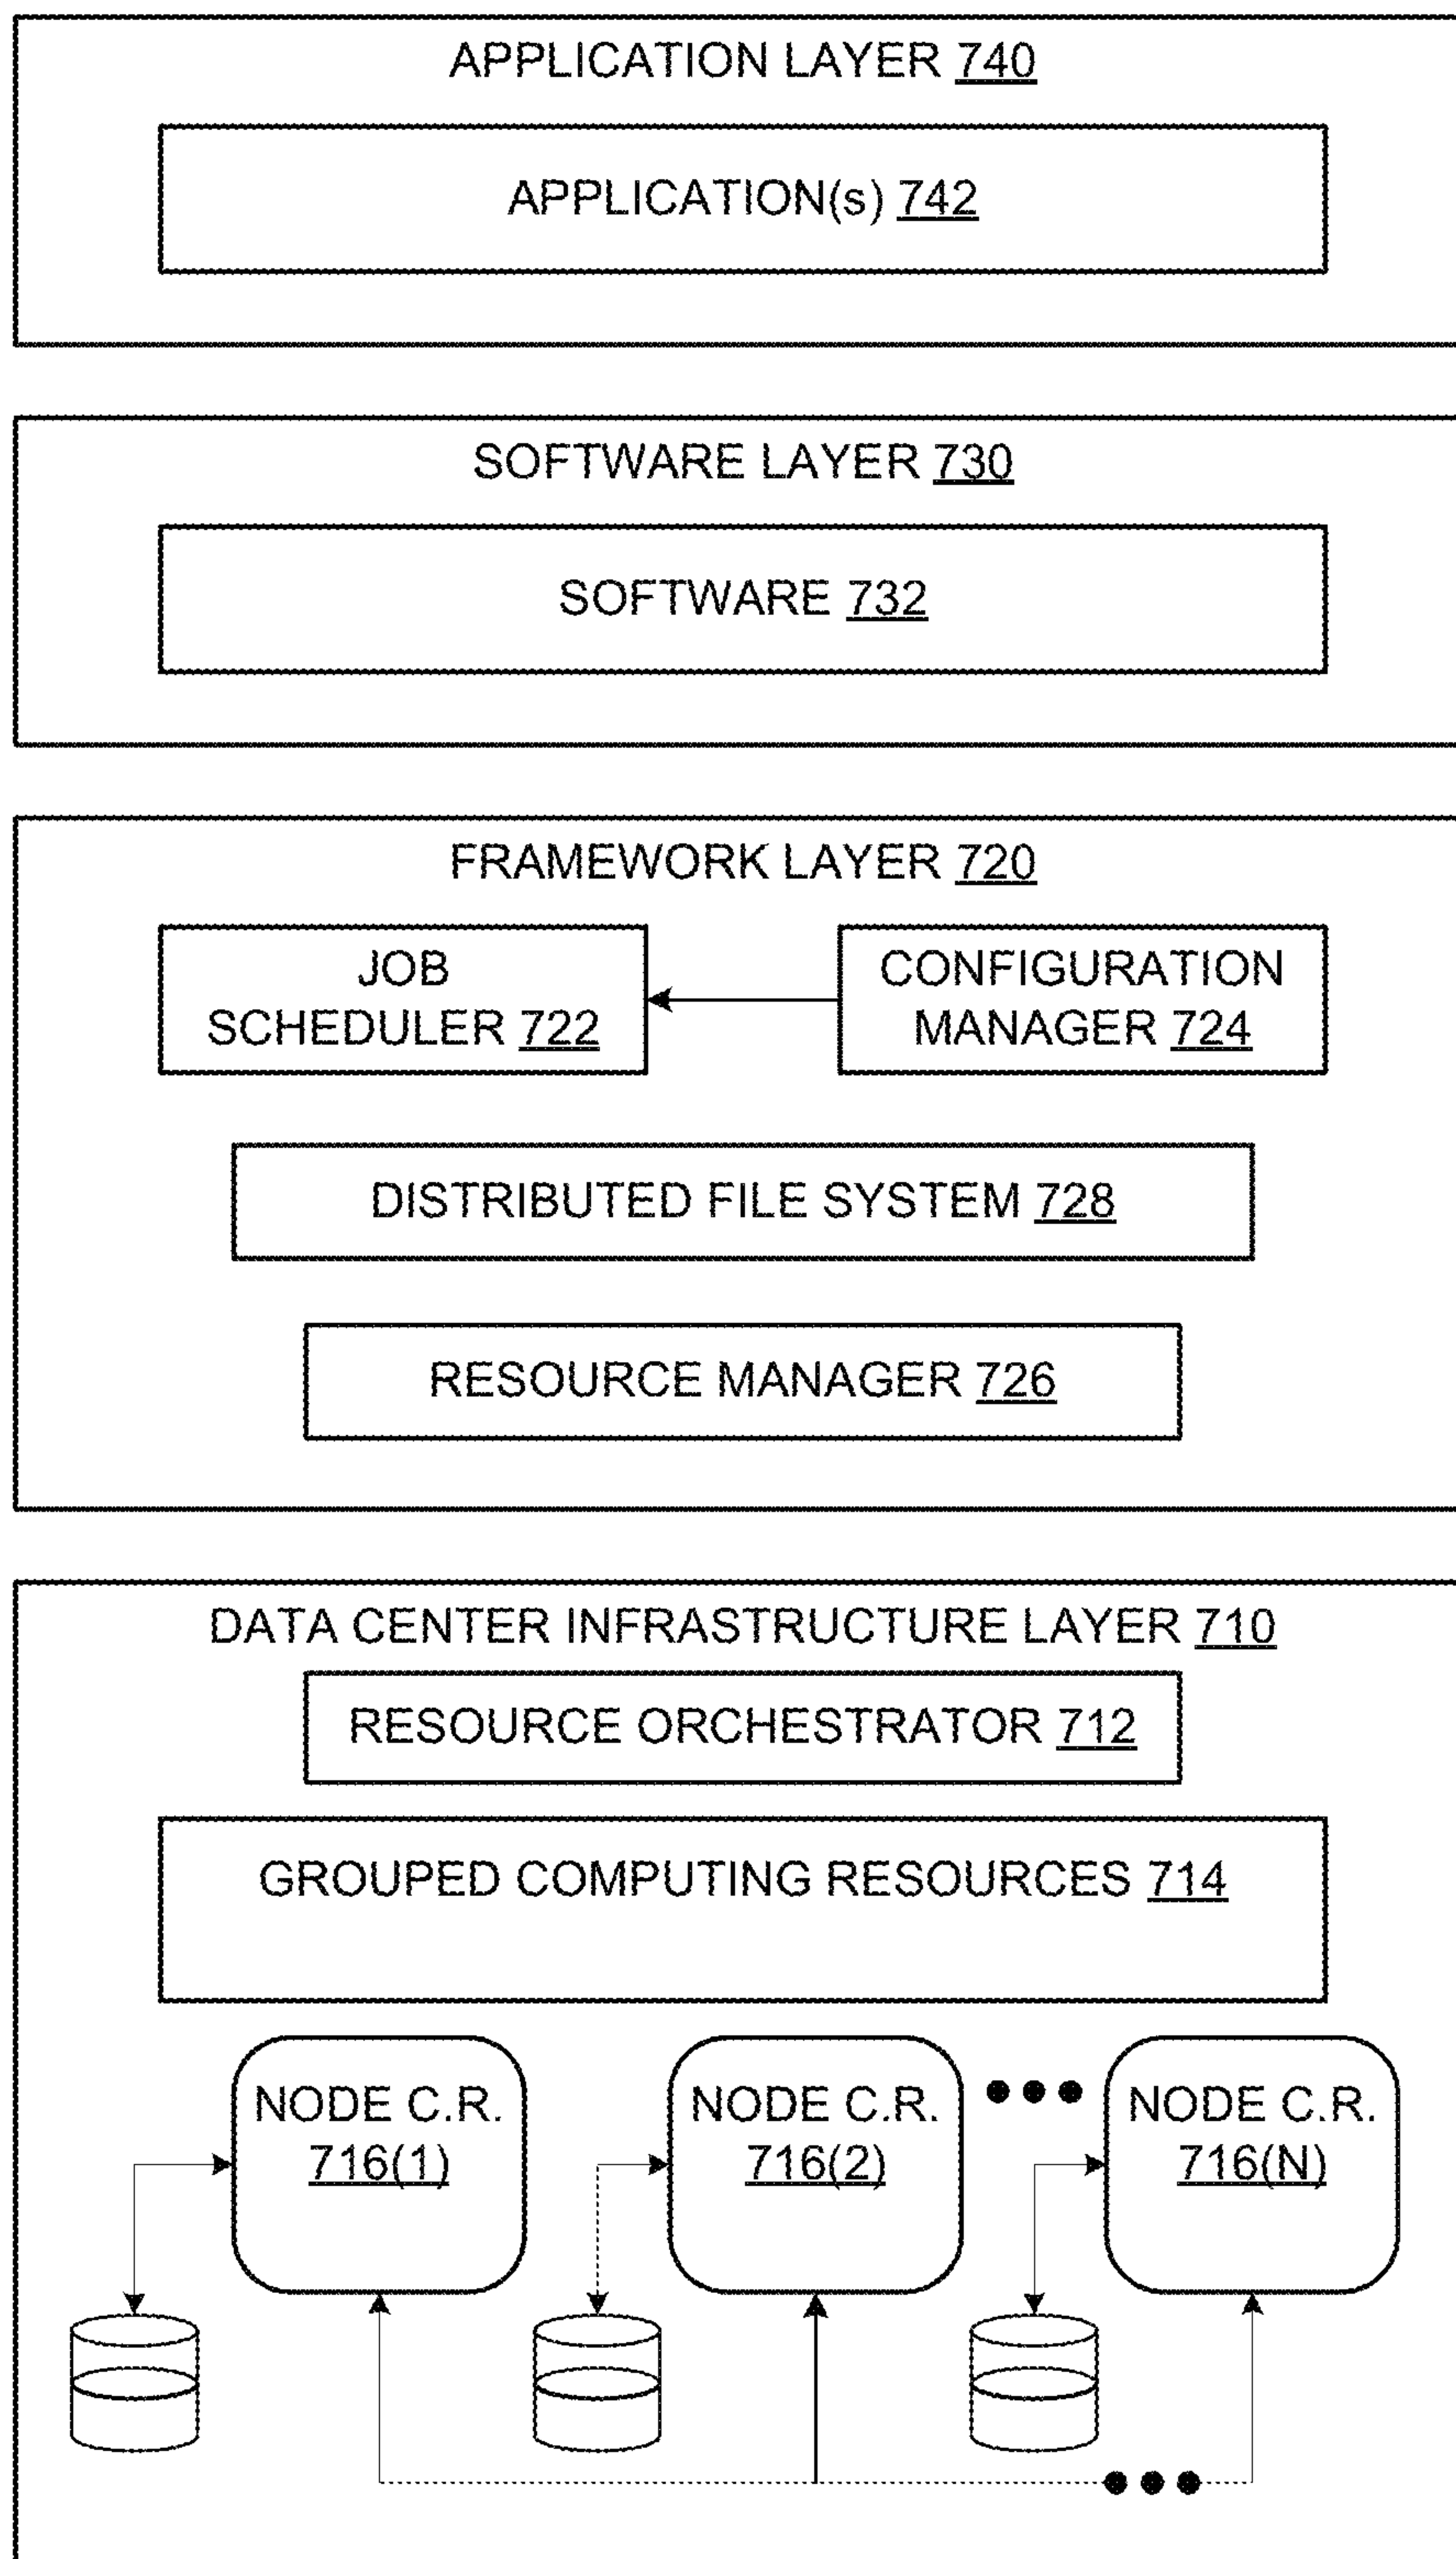 APPLICATION LAYER 740
APPLICATION(s) 742
SOFTWARE LAYER 730
SOFTWARE 732
FRAMEWORK LAYER 720
JOB
SCHEDULER 722
CONFIGURATION
MANAGER 724
DISTRIBUTED FILE SYSTEM 728
RESOURCE MANAGER 726
DATA CENTER INFRASTRUCTURE LAYER 710
RESOURCE ORCHESTRATOR 712
GROUPED COMPUTING RESOURCES 714
NODE C.R.
716(1)
NODE C.R.
716(2)
NODE C.R.
716(N)